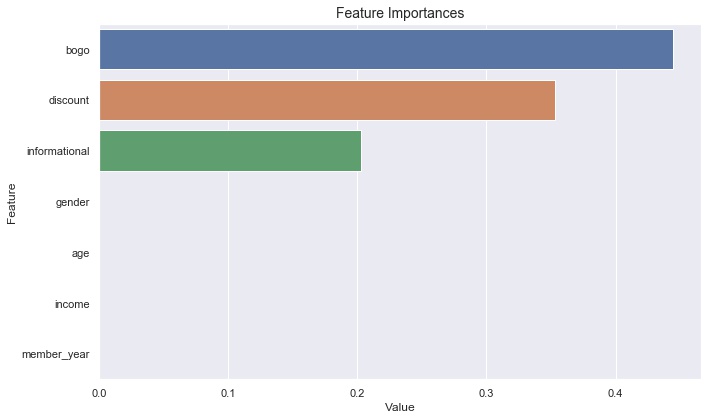 Feature Importances
bogo
discount
informational
gender
age
income
member_year
Feature
0.0
0.1
0.2
0.3
0.4
Value